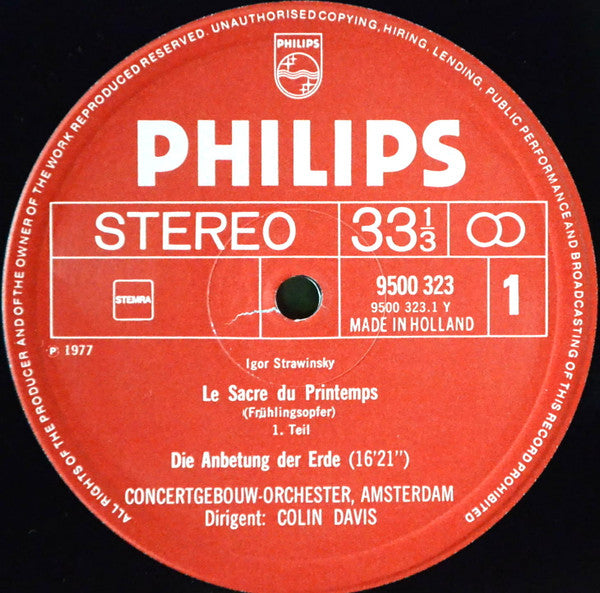 ALL RIGHTS OF THE PRODUCER AND OF THE OWNER OF THE WORK REPRODUCED RESERVED. UNAUTHORISED COPYING, HIRING, LENDING, PUBLIC PERFORMANCE AND BROADCASTING OF THIS RECORD PROHIBITED
PHILIPS
PHILIPS
STEREO 33 1/3
STEMRA
9500 323
9500 323.1 Y
MADE IN HOLLAND
1
℗ 1977
Igor Strawinsky
Le Sacre du Printemps
(Frühlingsopfer)
1. Teil
Die Anbetung der Erde (16'21")
CONCERTGEBOUW-ORCHESTER, AMSTERDAM
Dirigent: COLIN DAVIS